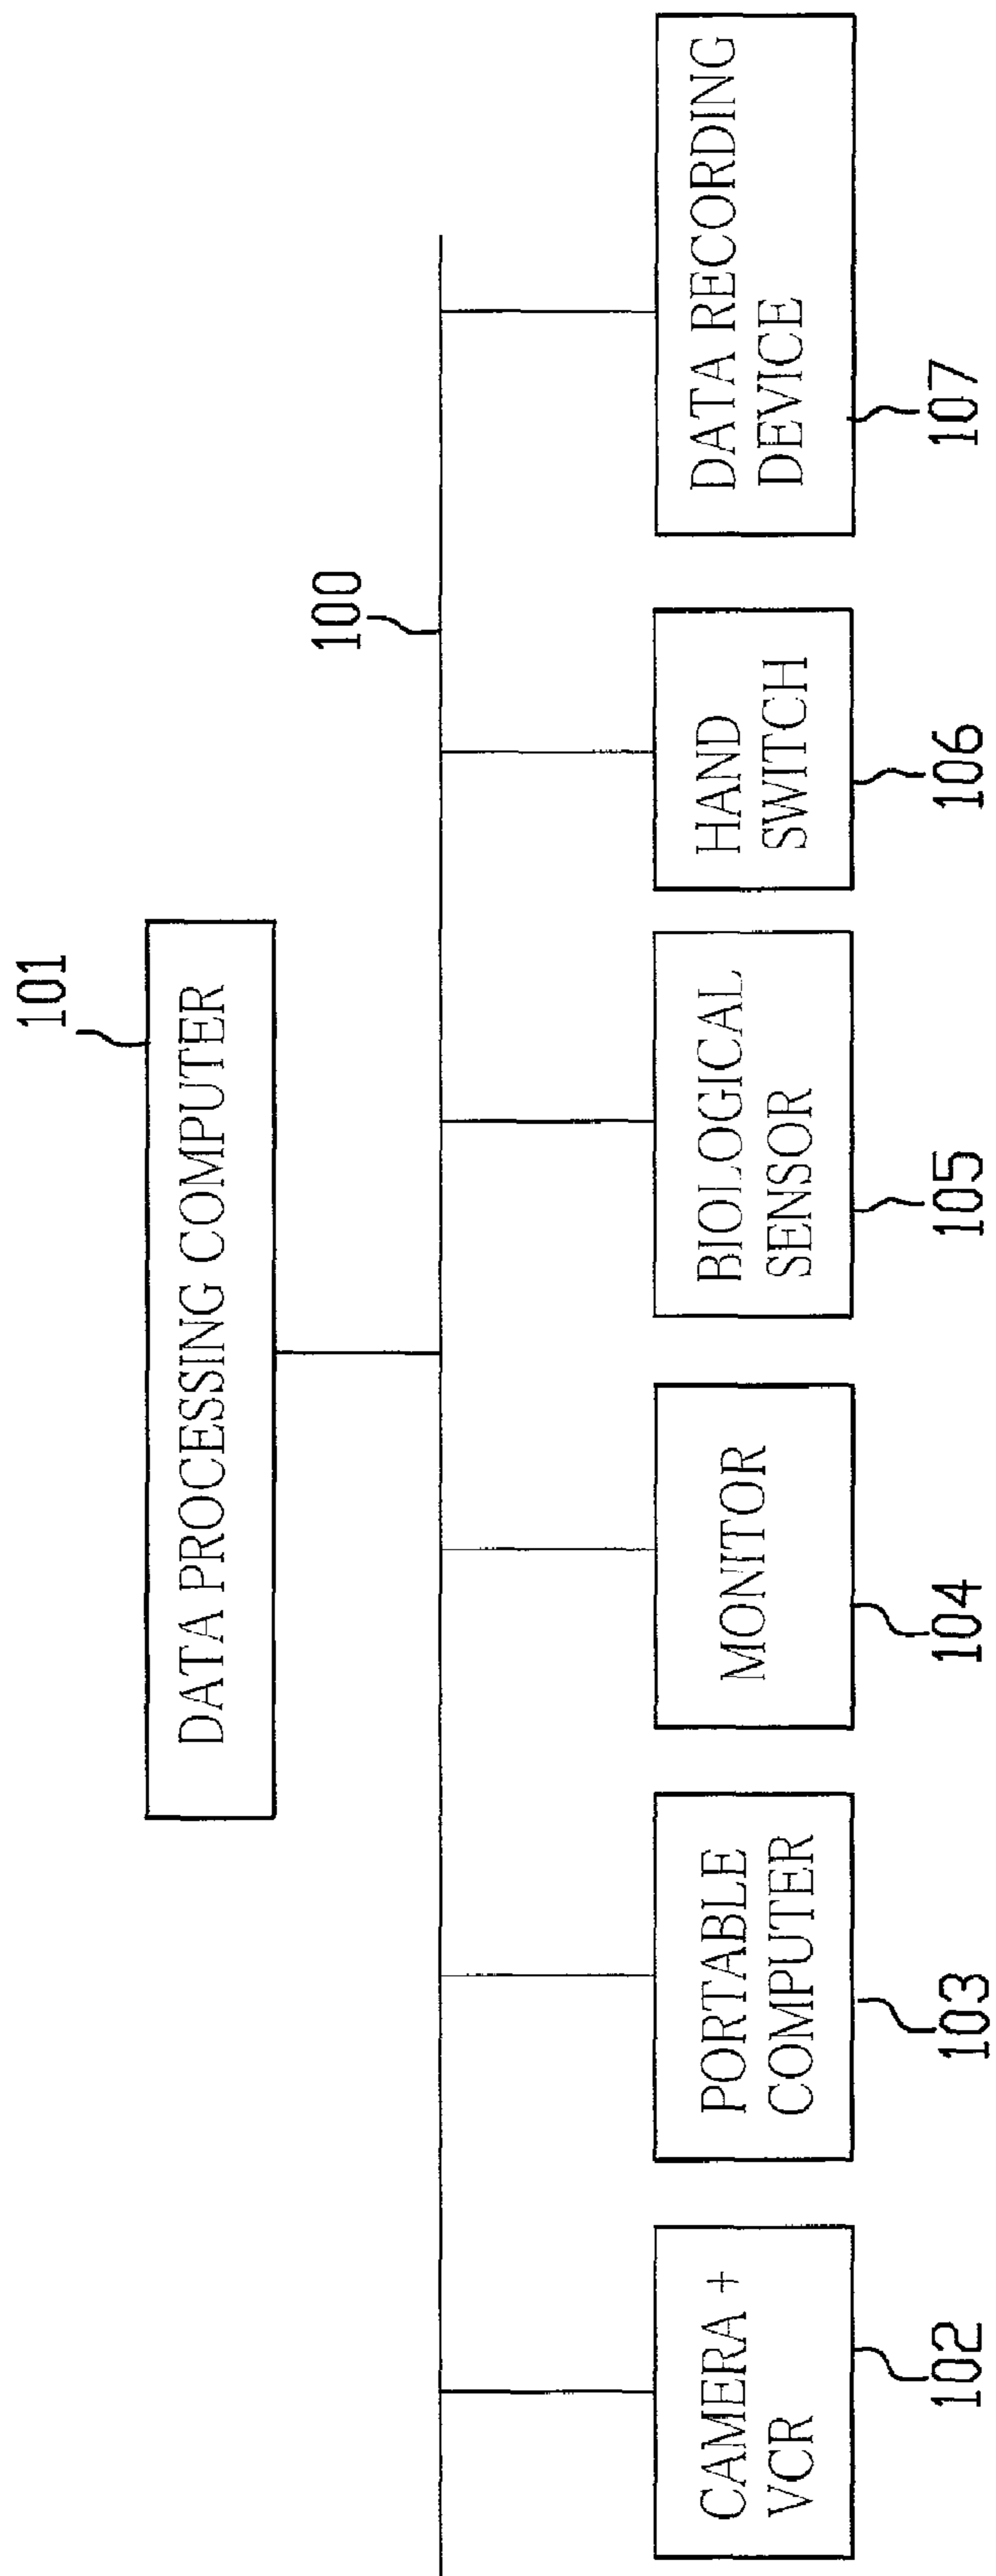 101
DATA PROCESSING COMPUTER
100
CAMERA +
VCR
102
PORTABLE
COMPUTER
103
MONITOR
104
BIOLOGICAL
SENSOR
105
HAND
SWITCH
106
DATA RECORDING
DEVICE
107